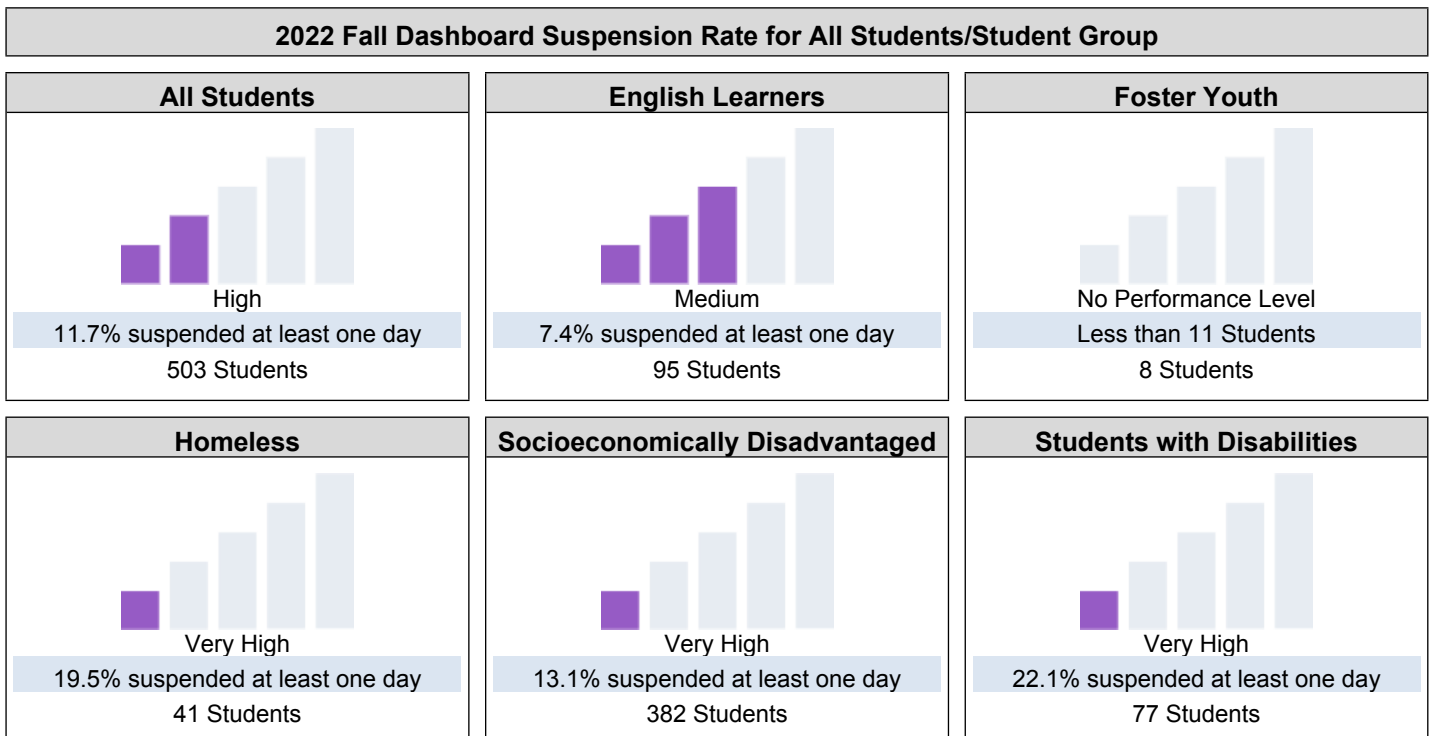 2022 Fall Dashboard Suspension Rate for All Students/Student Group
All Students
High
11.7% suspended at least one day
503 Students
English Learners
Medium
7.4% suspended at least one day
95 Students
Foster Youth
No Performance Level
Less than 11 Students
8 Students
Homeless
Very High
19.5% suspended at least one day
41 Students
Socioeconomically Disadvantaged
Very High
13.1% suspended at least one day
382 Students
Students with Disabilities
Very High
22.1% suspended at least one day
77 Students